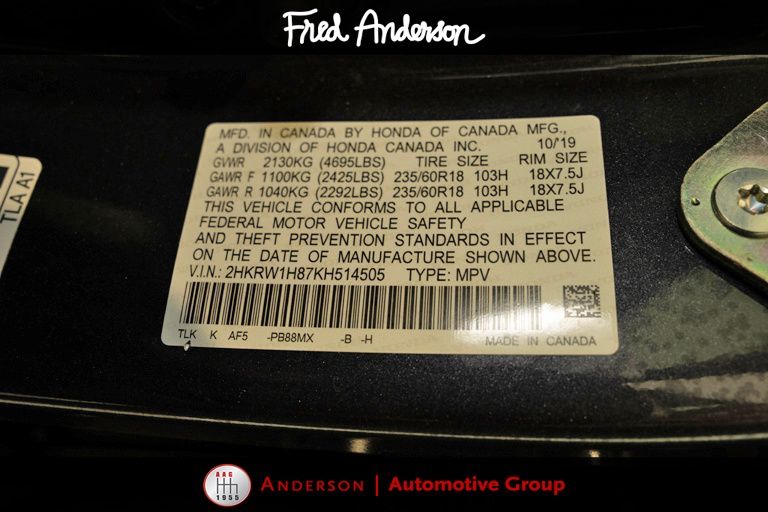 Fred Anderson
MFD. IN CANADA BY HONDA OF CANADA MFG.,
A DIVISION OF HONDA CANADA INC. 10/'19
GVWR 2130KG (4695LBS) TIRE SIZE RIM SIZE
GAWR F 1100KG (2425LBS) 235/60R18 103H 18X7.5J
GAWR R 1040KG (2292LBS) 235/60R18 103H 18X7.5J
THIS VEHICLE CONFORMS TO ALL APPLICABLE
FEDERAL MOTOR VEHICLE SAFETY
AND THEFT PREVENTION STANDARDS IN EFFECT
ON THE DATE OF MANUFACTURE SHOWN ABOVE.
V.I.N.: 2HKRW1H87KH514505 TYPE: MPV
TLK K AF5 -PB88MX -B -H MADE IN CANADA
TLA A1
AAG
1955
ANDERSON | Automotive Group